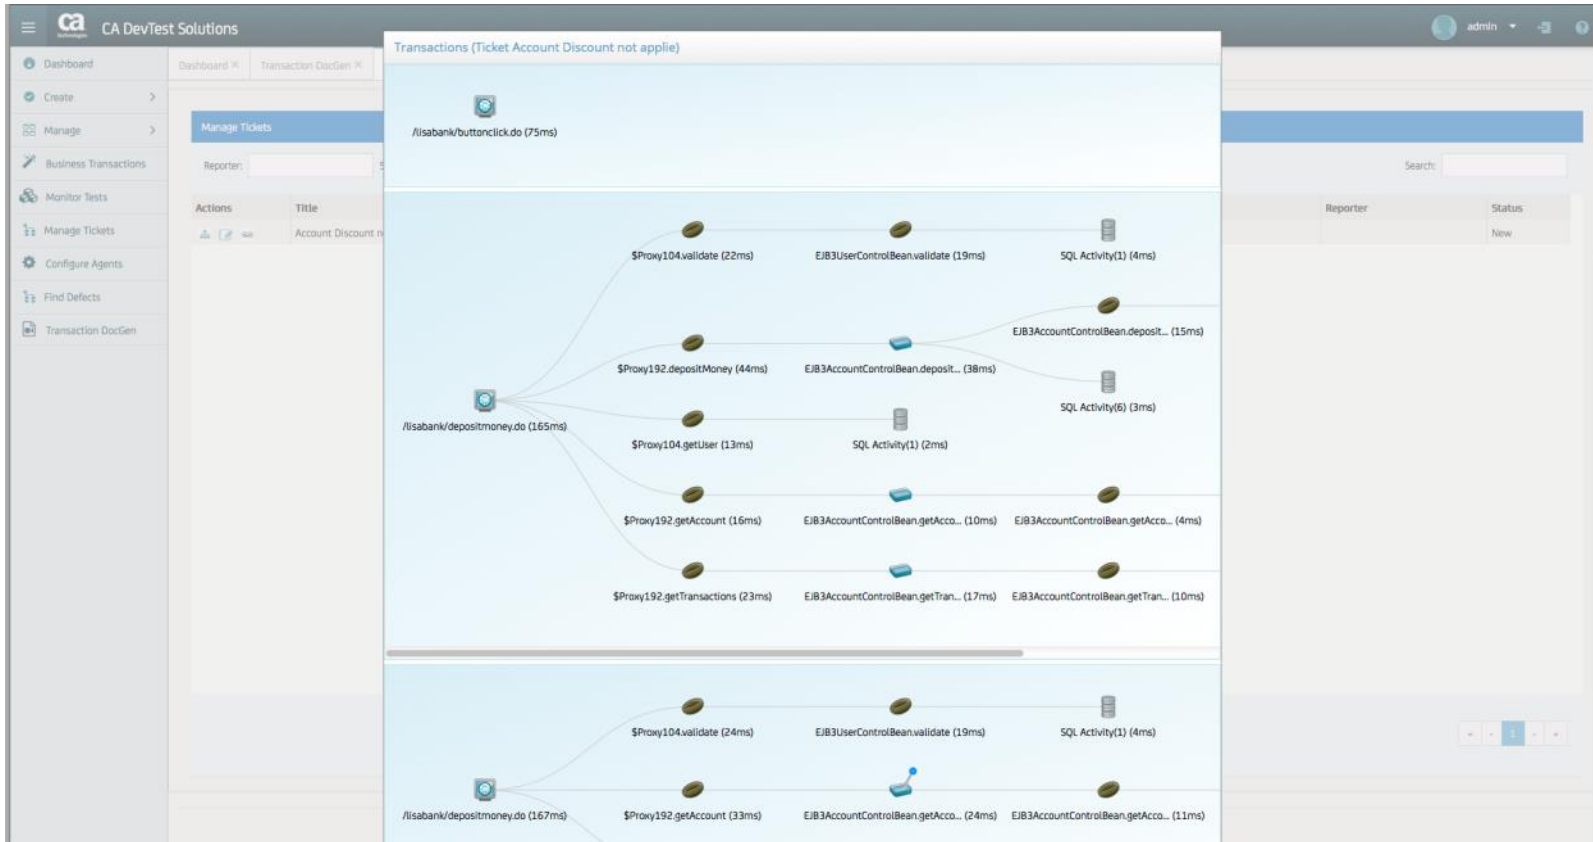 ca
technologies
CA DevTest Solutions
admin
Transactions (Ticket Account Discount not applie)
Dashboard
Create
Manage
Business Transactions
Monitor Tests
Manage Tickets
Configure Agents
Find Defects
Transaction DocGen
Dashboard
Transaction DocGen
Manage Tickets
Reporter:
Search:
Actions Title Reporter Status
Account Discount n New
1
/lisabank/buttonclick.do (75ms)
$Proxy104.validate (22ms) EJB3UserControlBean.validate (19ms) SQL Activity(1) (4ms)
EJB3AccountControlBean.deposit... (15ms)
$Proxy192.depositMoney (44ms) EJB3AccountControlBean.deposit... (38ms)
SQL Activity(6) (3ms)
/lisabank/depositmoney.do (165ms)
$Proxy104.getUser (13ms) SQL Activity(1) (2ms)
$Proxy192.getAccount (16ms) EJB3AccountControlBean.getAcco... (10ms) EJB3AccountControlBean.getAcco... (4ms)
$Proxy192.getTransactions (23ms) EJB3AccountControlBean.getTran... (17ms) EJB3AccountControlBean.getTran... (10ms)
$Proxy104.validate (24ms) EJB3UserControlBean.validate (19ms) SQL Activity(1) (4ms)
/lisabank/depositmoney.do (167ms) $Proxy192.getAccount (33ms) EJB3AccountControlBean.getAcco... (24ms) EJB3AccountControlBean.getAcco... (11ms)